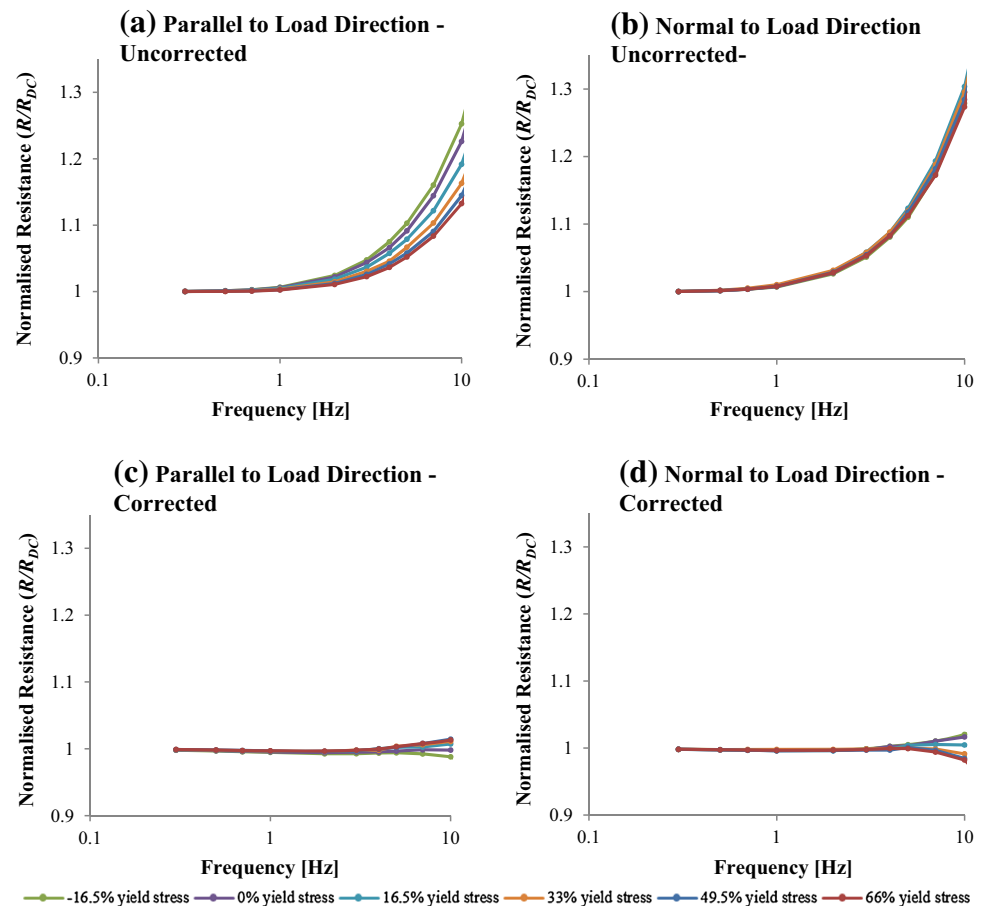 (a) Parallel to Load Direction -
Uncorrected
Normalised Resistance (R/R_DC)
1.3
1.2
1.1
1
0.9
0.1
1
10
Frequency [Hz]
(b) Normal to Load Direction
Uncorrected-
Normalised Resistance (R/R_DC)
1.3
1.2
1.1
1
0.9
0.1
1
10
Frequency [Hz]
(c) Parallel to Load Direction -
Corrected
Normalised Resistance (R/R_DC)
1.3
1.2
1.1
1
0.9
0.1
1
10
Frequency [Hz]
(d) Normal to Load Direction -
Corrected
Normalised Resistance (R/R_DC)
1.3
1.2
1.1
1
0.9
0.1
1
10
Frequency [Hz]
-16.5% yield stress 0% yield stress 16.5% yield stress 33% yield stress 49.5% yield stress 66% yield stress